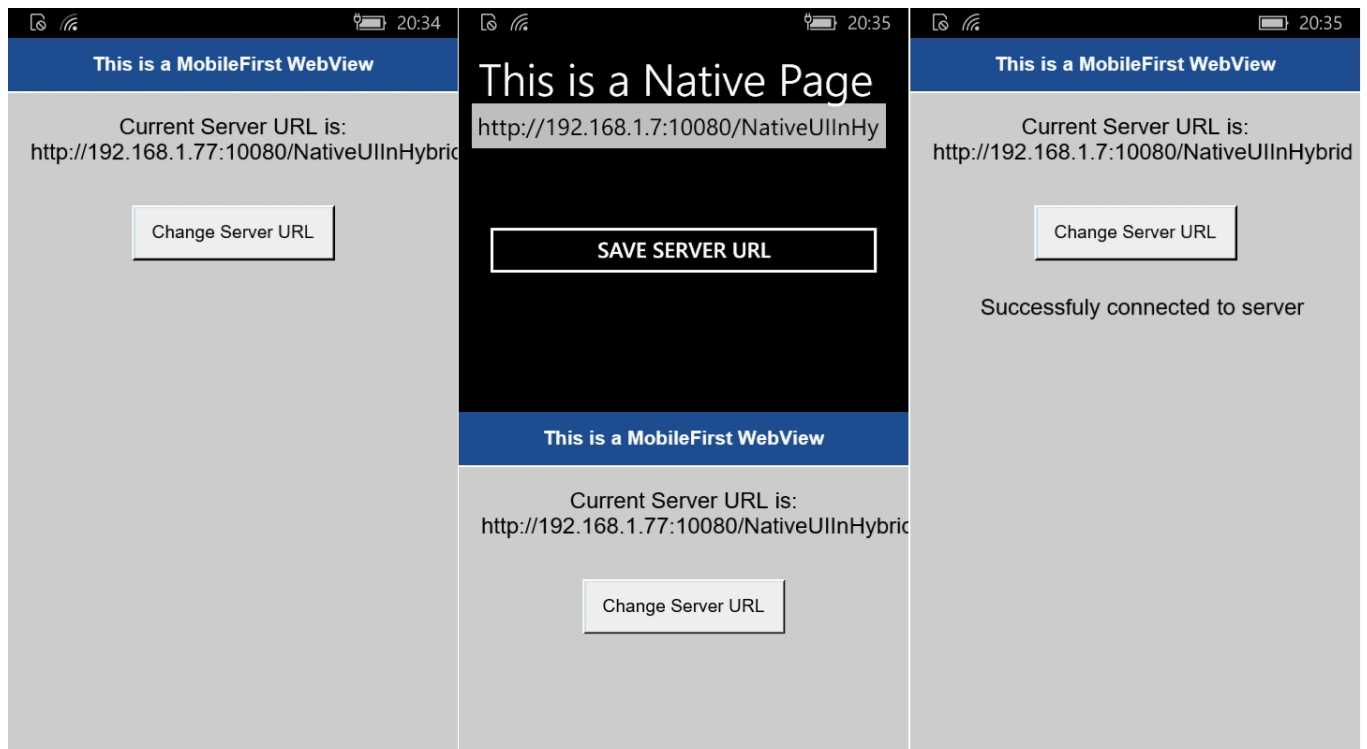 20:34
This is a MobileFirst WebView
Current Server URL is:
http://192.168.1.77:10080/NativeUIInHybrid
Change Server URL
20:35
This is a Native Page
http://192.168.1.7:10080/NativeUIInHy
SAVE SERVER URL
This is a MobileFirst WebView
Current Server URL is:
http://192.168.1.77:10080/NativeUIInHybric
Change Server URL
20:35
This is a MobileFirst WebView
Current Server URL is:
http://192.168.1.7:10080/NativeUIInHybrid
Change Server URL
Successfuly connected to server